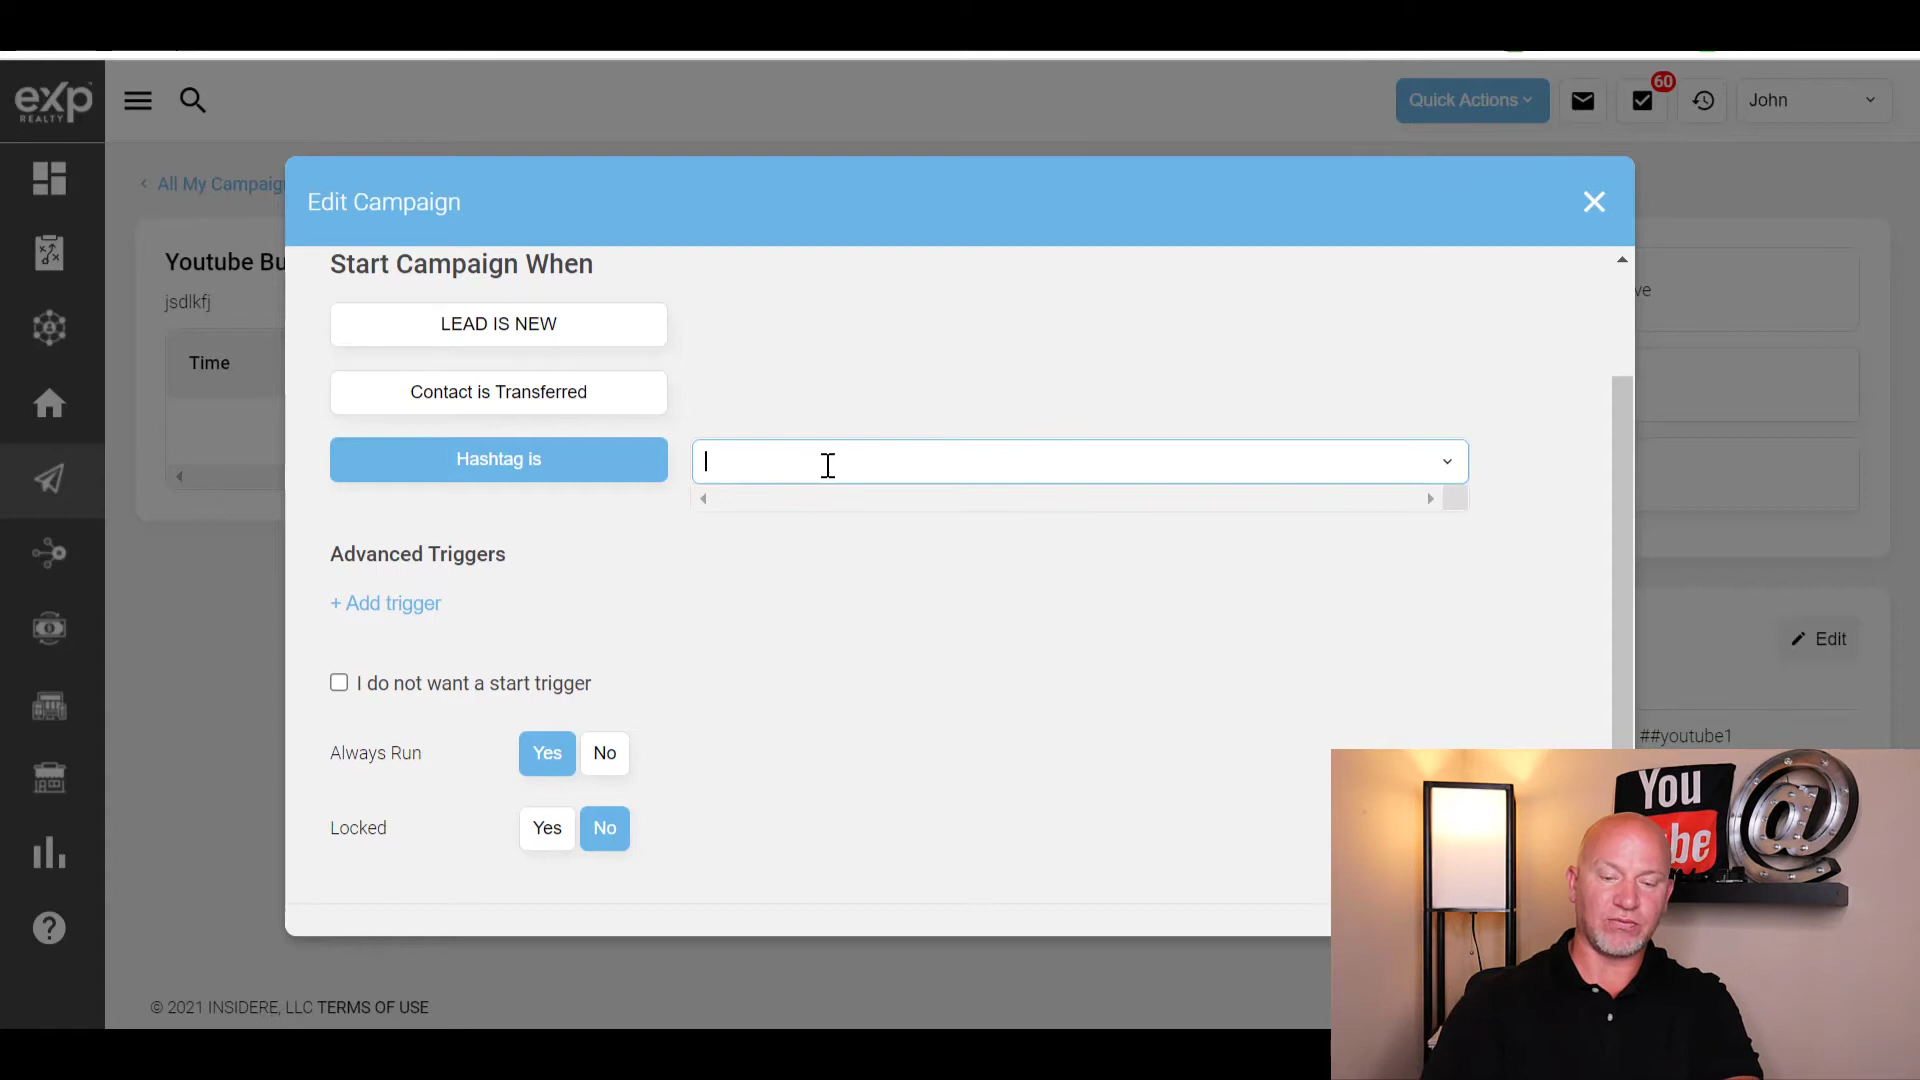 eXp
REALTY
Quick Actions
60
John
All My Campaign
Edit Campaign
Youtube Bu
jsdlkfj
Time
Start Campaign When
LEAD IS NEW
Contact is Transferred
Hashtag is
ve
Advanced Triggers
+ Add trigger
Edit
I do not want a start trigger
##youtube1
Always Run
Yes
No
Locked
Yes
No
You
Tube
@
© 2021 INSIDERE, LLC TERMS OF USE